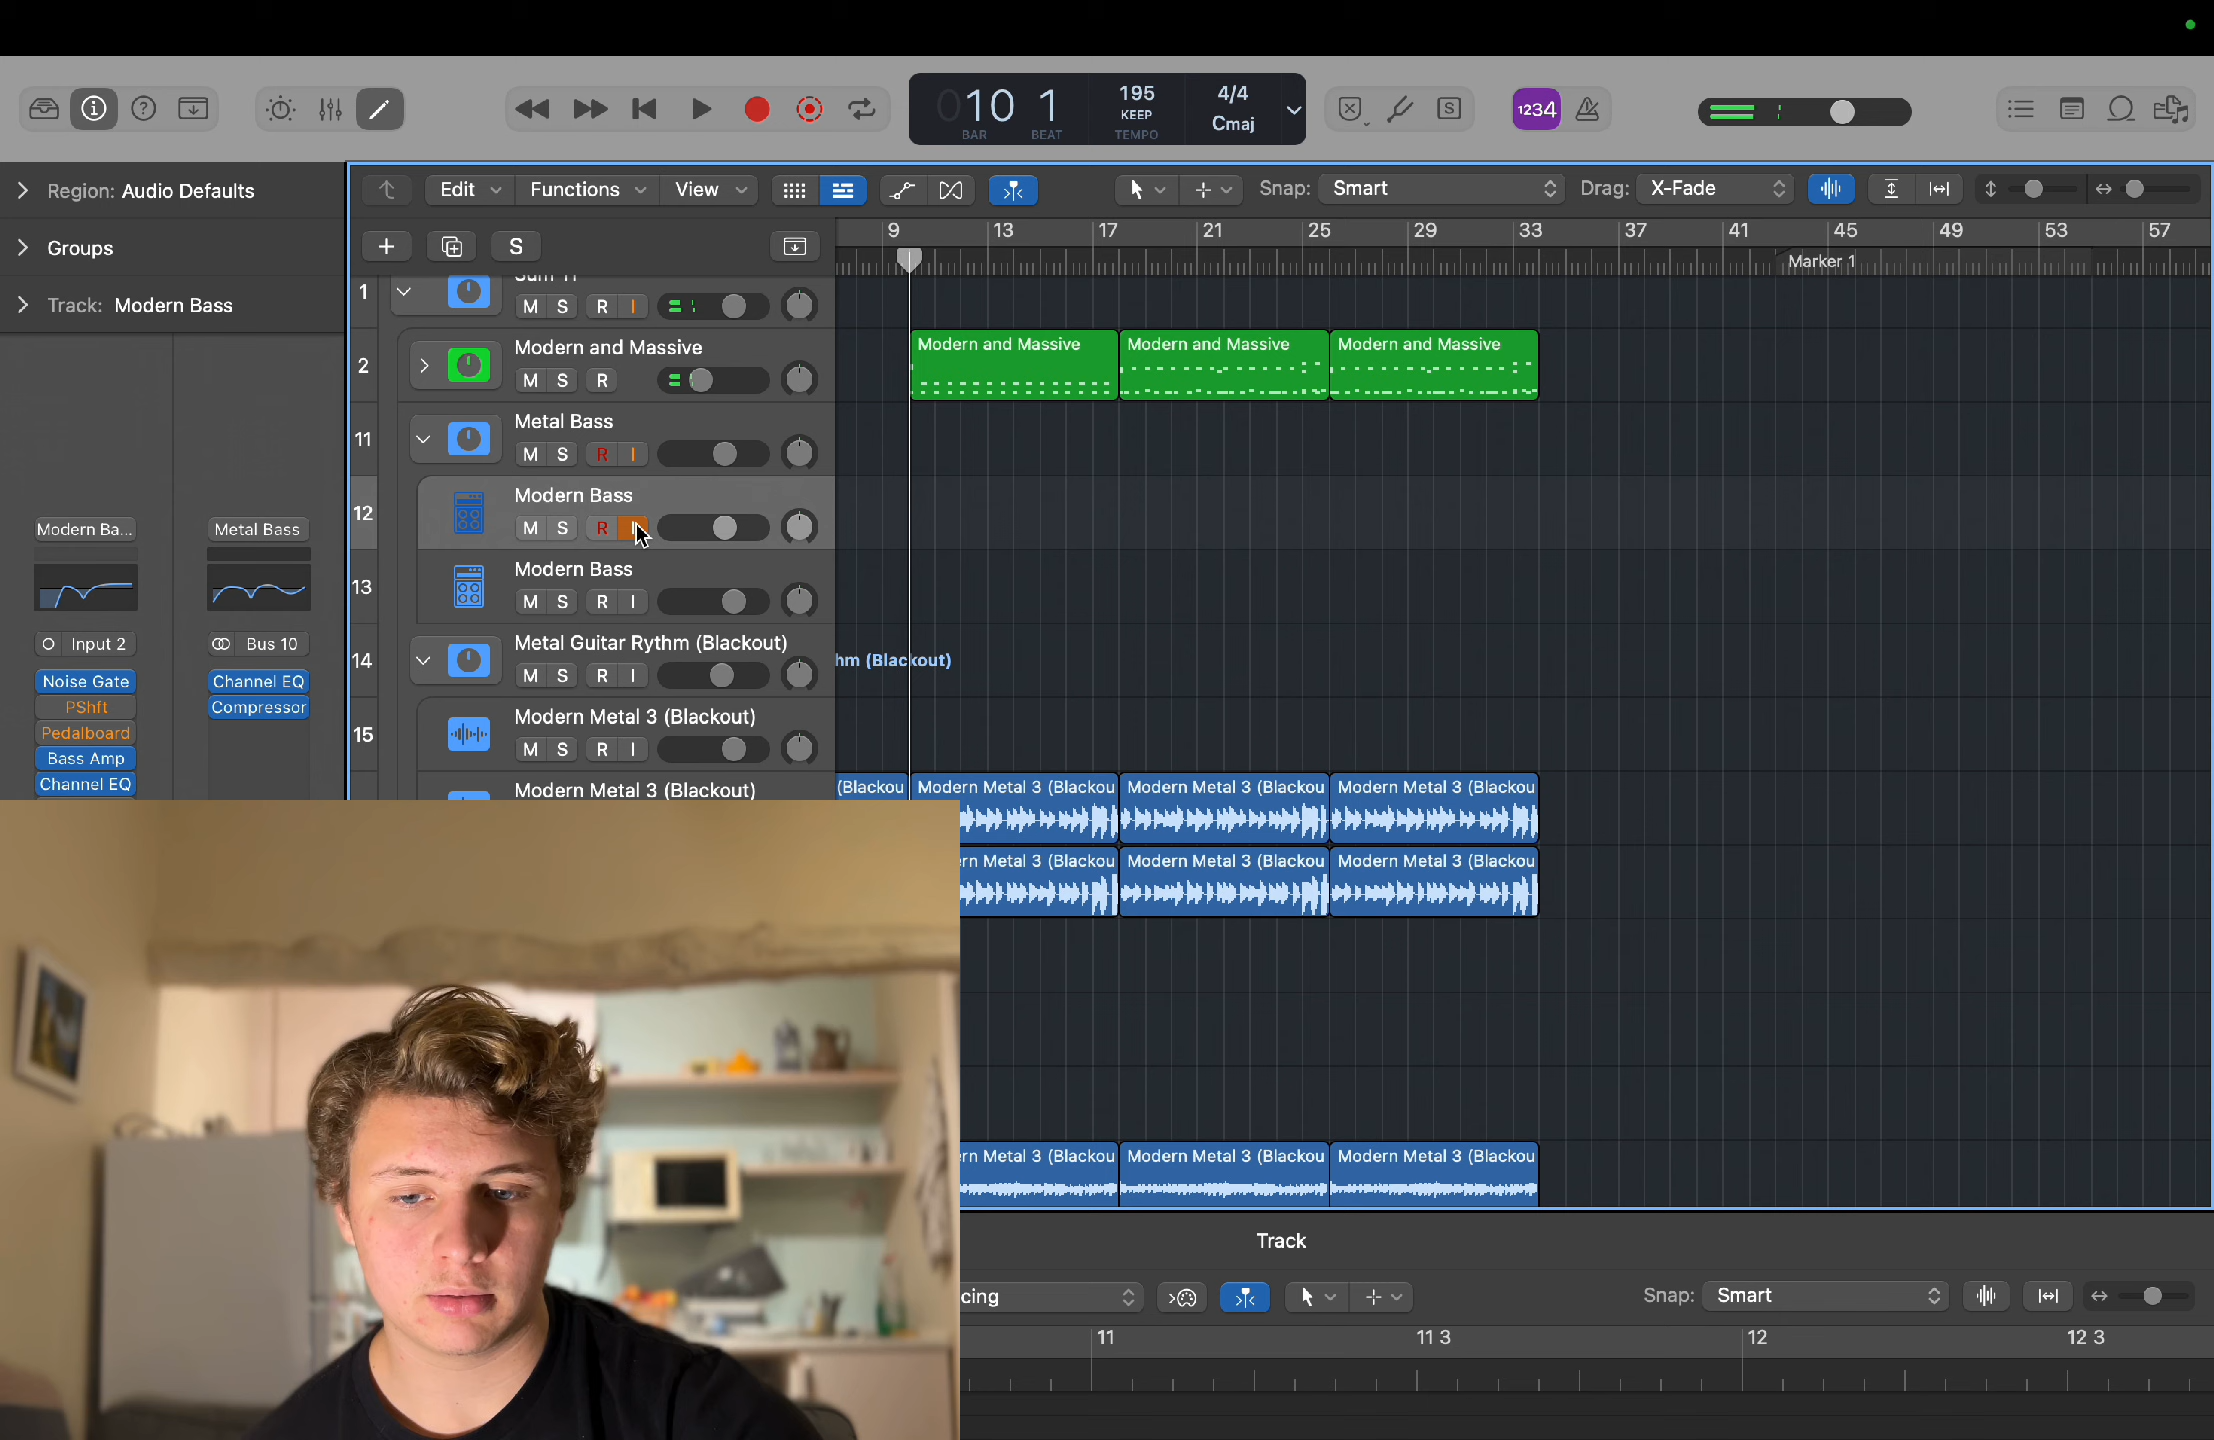 1234
10 1
BAR BEAT
195
KEEP
TEMPO
4/4
Cmaj
Region: Audio Defaults
Groups
Track: Modern Bass
Edit Functions View
Snap: Smart
Drag: X-Fade
S
9 13 17 21 25 29 33 37 41 45 49 53 57
Marker 1
1
M S R I
2
Modern and Massive
M S R
Modern and Massive Modern and Massive Modern and Massive
11
Metal Bass
M S R I
12
Modern Bass
M S R I
13
Modern Bass
M S R I
14
Metal Guitar Rythm (Blackout)
M S R I
hm (Blackout)
15
Modern Metal 3 (Blackout)
M S R I
Modern Metal 3 (Blackout)
(Blackou Modern Metal 3 (Blackou Modern Metal 3 (Blackou Modern Metal 3 (Blackou
rn Metal 3 (Blackou Modern Metal 3 (Blackou Modern Metal 3 (Blackou
rn Metal 3 (Blackou Modern Metal 3 (Blackou Modern Metal 3 (Blackou
Modern Ba... Metal Bass
Input 2 Bus 10
Noise Gate Channel EQ
PShft Compressor
Pedalboard
Bass Amp
Channel EQ
Track
cing
Snap: Smart
11 11 3 12 12 3